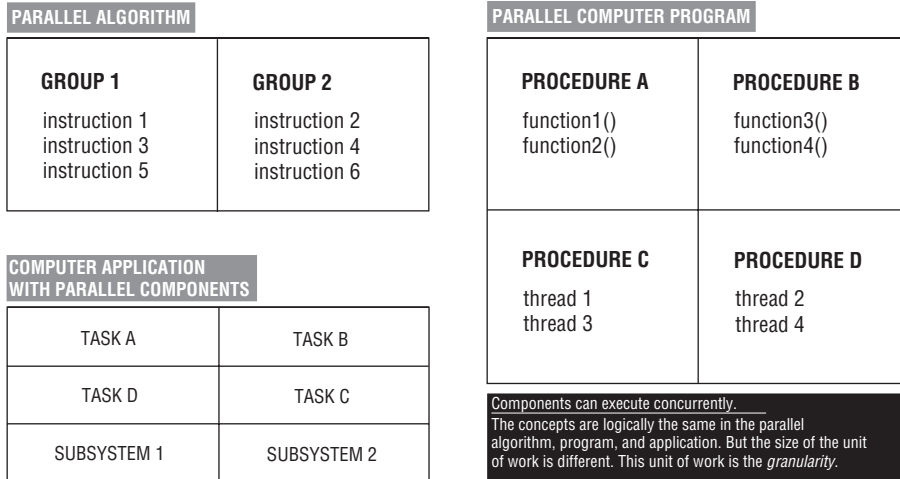 PARALLEL ALGORITHM
GROUP 1
instruction 1
instruction 3
instruction 5
GROUP 2
instruction 2
instruction 4
instruction 6
COMPUTER APPLICATION
WITH PARALLEL COMPONENTS
TASK A
TASK B
TASK D
TASK C
SUBSYSTEM 1
SUBSYSTEM 2
PARALLEL COMPUTER PROGRAM
PROCEDURE A
function1()
function2()
PROCEDURE B
function3()
function4()
PROCEDURE C
thread 1
thread 3
PROCEDURE D
thread 2
thread 4
Components can execute concurrently.
The concepts are logically the same in the parallel
algorithm, program, and application. But the size of the unit
of work is different. This unit of work is the granularity.